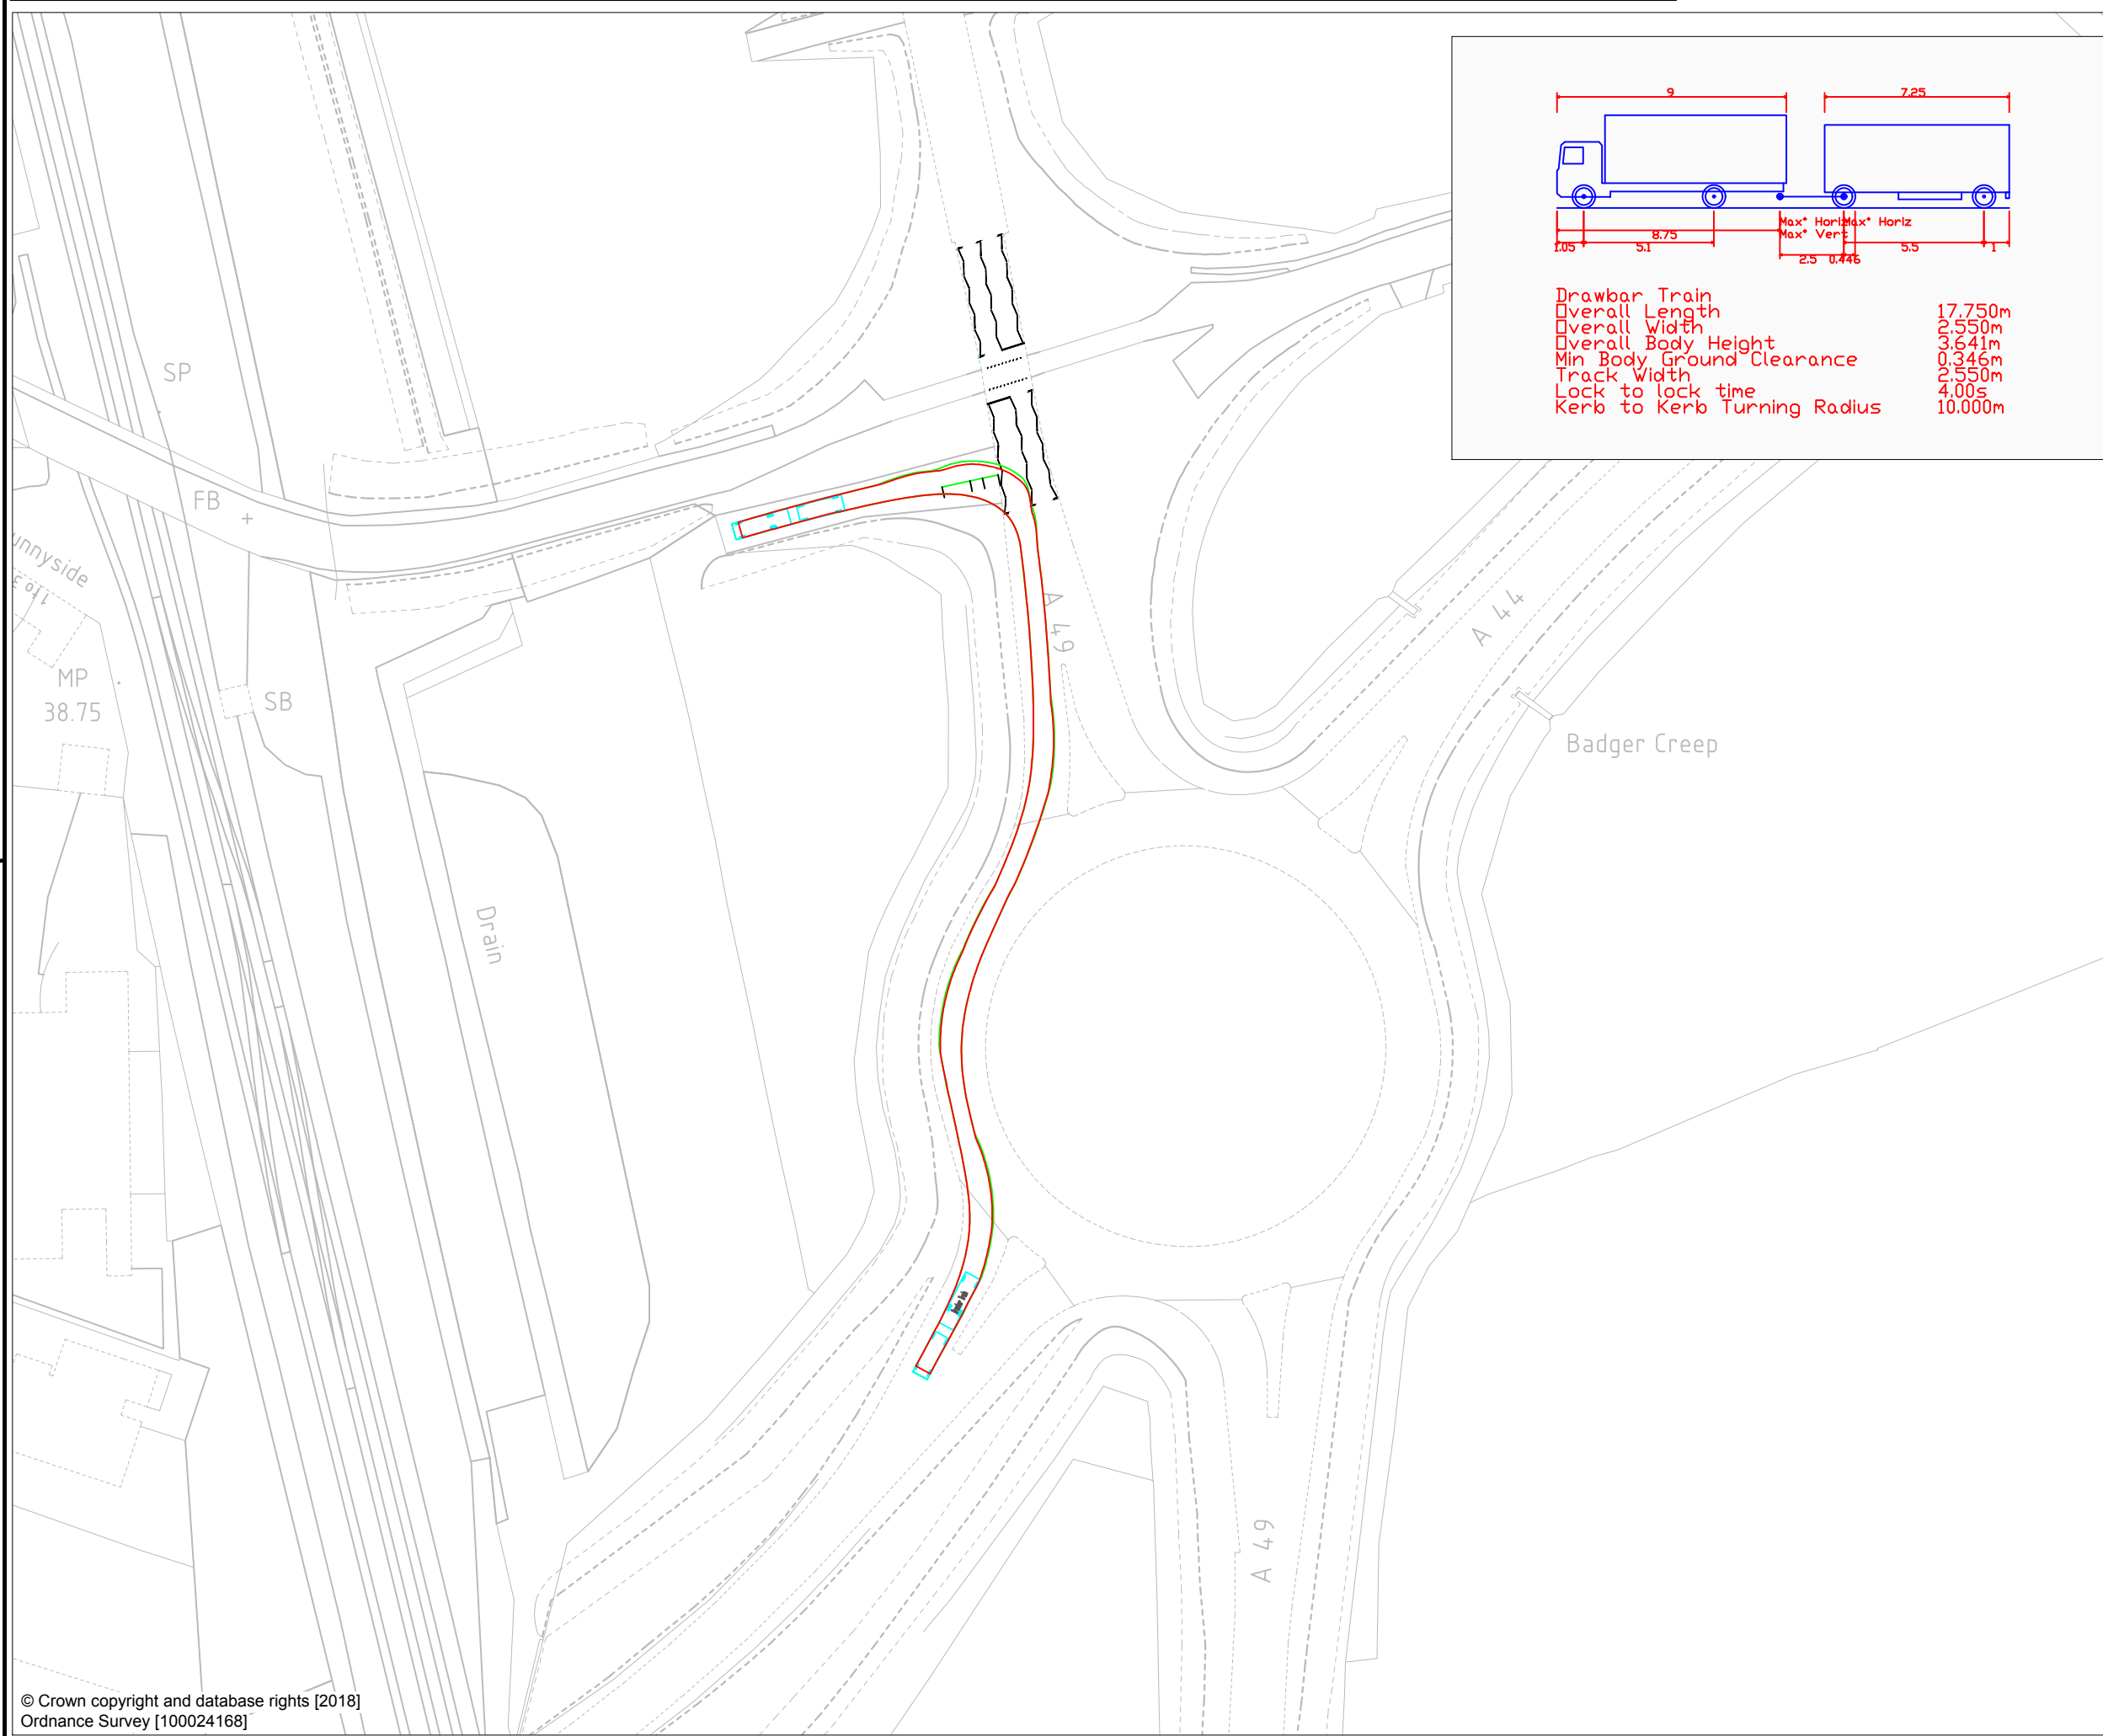 9
7.25
Max° Horiz
Max° Horiz
Max° Vert
8.75
1.05
5.1
5.5
1
2.5
0.446
Drawbar Train
Overall Length 17.750m
Overall Width 2.550m
Overall Body Height 3.641m
Min Body Ground Clearance 0.346m
Track Width 2.550m
Lock to lock time 4.00s
Kerb to Kerb Turning Radius 10.000m
SP
FB
A 49
A 44
MP
38.75
SB
Badger Creep
Drain
A 49
© Crown copyright and database rights [2018]
Ordnance Survey [100024168]